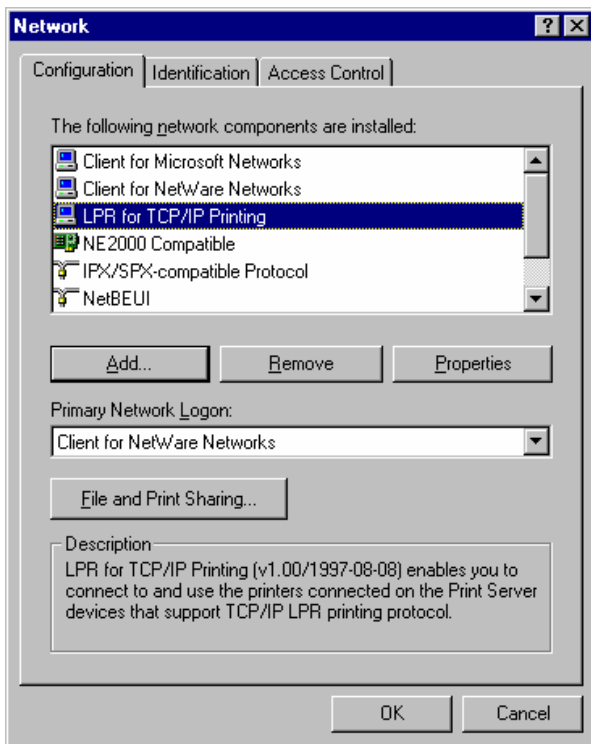 Network
Configuration Identification Access Control
The following network components are installed:
Client for Microsoft Networks
Client for NetWare Networks
LPR for TCP/IP Printing
NE2000 Compatible
IPX/SPX-compatible Protocol
NetBEUI
Add... Remove Properties
Primary Network Logon:
Client for NetWare Networks
File and Print Sharing...
Description
LPR for TCP/IP Printing (v1.00/1997-08-08) enables you to
connect to and use the printers connected on the Print Server
devices that support TCP/IP LPR printing protocol.
OK Cancel